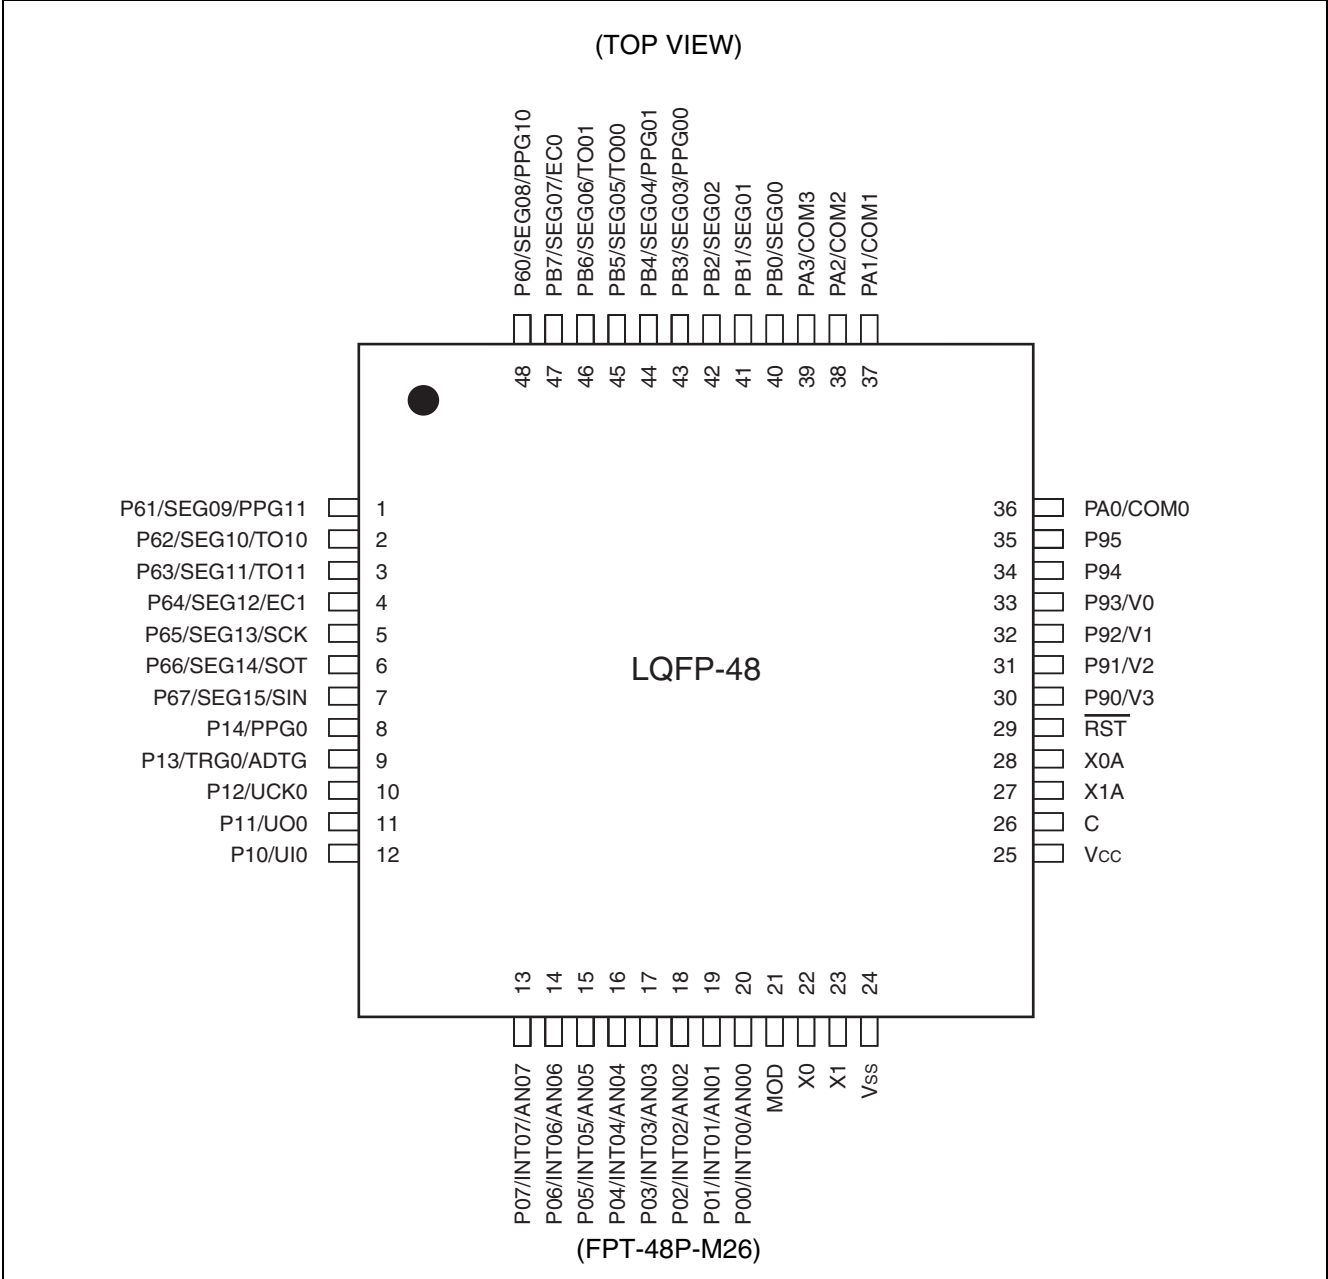 (TOP VIEW)
P60/SEG08/PPG10
PB7/SEG07/EC0
PB6/SEG06/TO01
PB5/SEG05/TO00
PB4/SEG04/PPG01
PB3/SEG03/PPG00
PB2/SEG02
PB1/SEG01
PB0/SEG00
PA3/COM3
PA2/COM2
PA1/COM1
48 47 46 45 44 43 42 41 40 39 38 37
P61/SEG09/PPG11 1
P62/SEG10/TO10 2
P63/SEG11/TO11 3
P64/SEG12/EC1 4
P65/SEG13/SCK 5
P66/SEG14/SOT 6
P67/SEG15/SIN 7
P14/PPG0 8
P13/TRG0/ADTG 9
P12/UCK0 10
P11/UO0 11
P10/UI0 12
LQFP-48
36 PA0/COM0
35 P95
34 P94
33 P93/V0
32 P92/V1
31 P91/V2
30 P90/V3
29 RST
28 X0A
27 X1A
26 C
25 Vcc
13 14 15 16 17 18 19 20 21 22 23 24
P07/INT07/AN07
P06/INT06/AN06
P05/INT05/AN05
P04/INT04/AN04
P03/INT03/AN03
P02/INT02/AN02
P01/INT01/AN01
P00/INT00/AN00
MOD
X0
X1
Vss
(FPT-48P-M26)